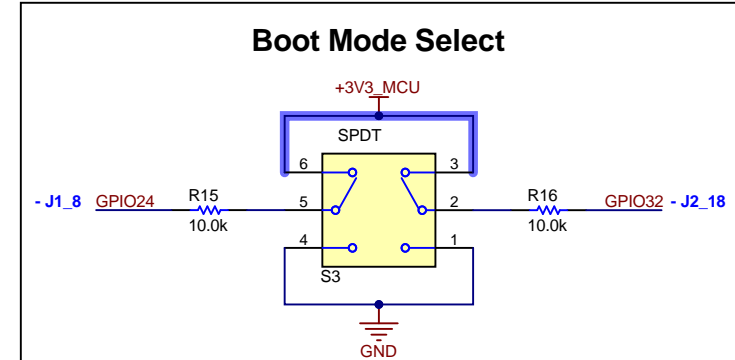 Boot Mode Select
+3V3_MCU
SPDT
6 3
- J1_8 GPIO24 R15 5 2 R16 GPIO32 - J2_18
10.0k 10.0k
4 1
S3
GND